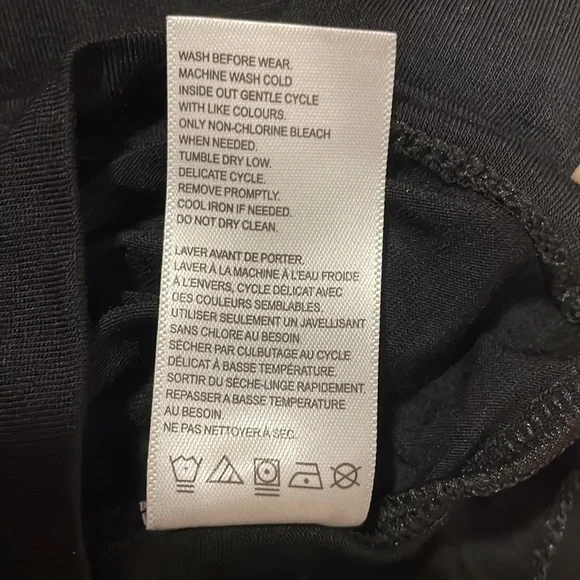 WASH BEFORE WEAR.
MACHINE WASH COLD
INSIDE OUT GENTLE CYCLE
WITH LIKE COLOURS.
ONLY NON-CHLORINE BLEACH
WHEN NEEDED.
TUMBLE DRY LOW.
DELICATE CYCLE.
REMOVE PROMPTLY.
COOL IRON IF NEEDED.
DO NOT DRY CLEAN.
LAVER AVANT DE PORTER.
LAVER À LA MACHINE À L'EAU FROIDE
À L'ENVERS, CYCLE DÉLICAT AVEC
DES COULEURS SEMBLABLES.
UTILISER SEULEMENT UN JAVELLISANT
SANS CHLORE AU BESOIN.
SÉCHER PAR CULBUTAGE AU CYCLE
DÉLICAT À BASSE TEMPÉRATURE.
SORTIR DU SÈCHE-LINGE RAPIDEMENT.
REPASSER A BASSE TEMPERATURE
AU BESOIN.
NE PAS NETTOYER À SEC.